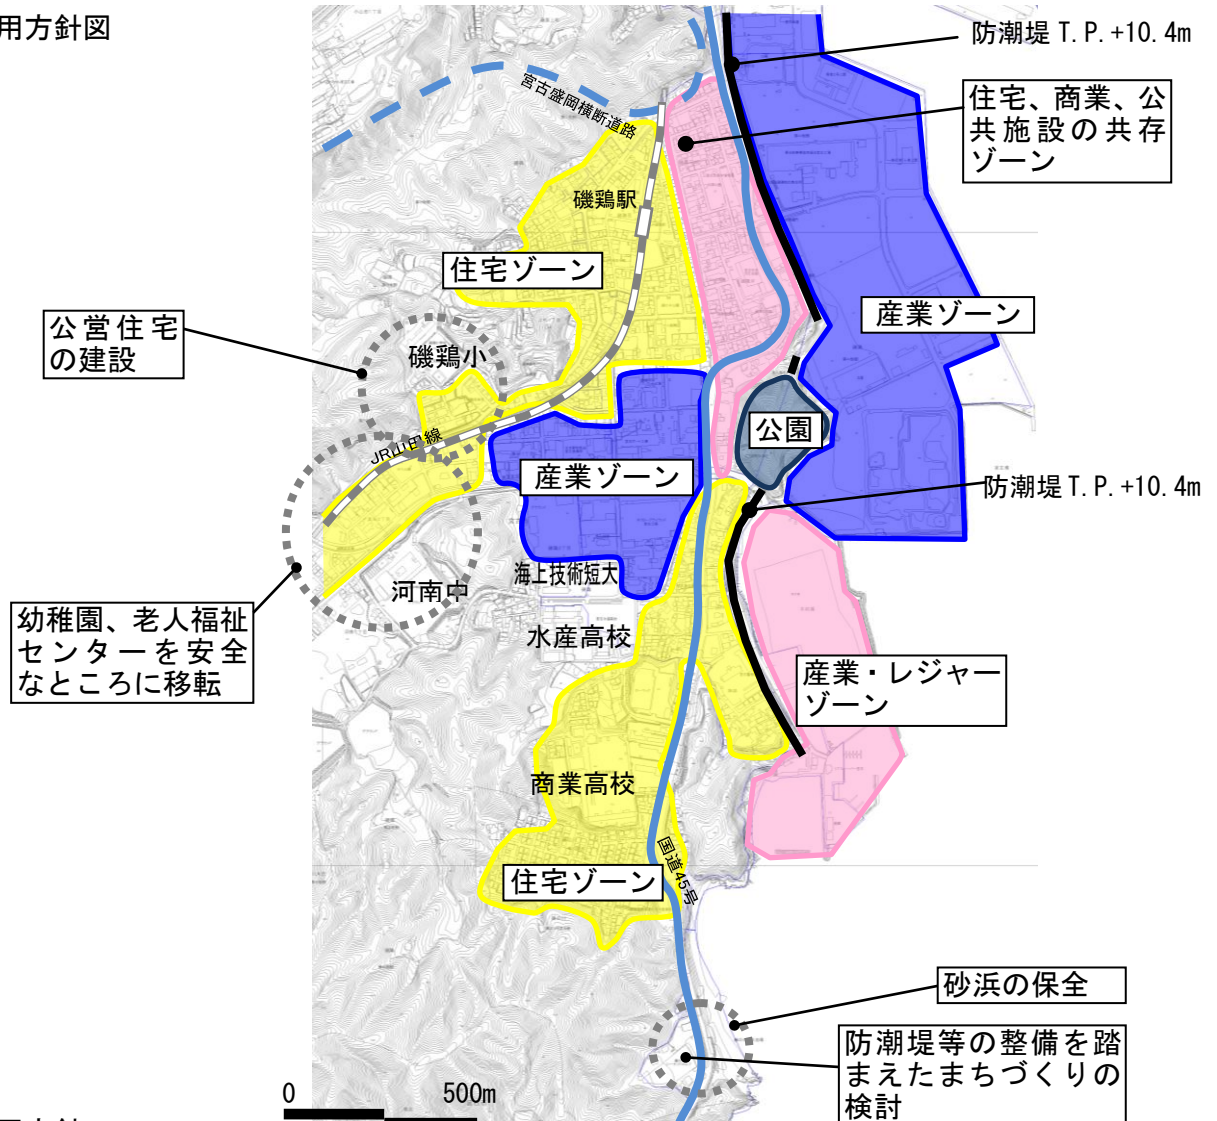 用方針図
防潮堤 T.P.+10.4m
住宅、商業、公
共施設の共存
ゾーン
宮古盛岡横断道路
磯鶏駅
住宅ゾーン
産業ゾーン
公営住宅
の建設
磯鶏小
公園
JR山田線
産業ゾーン
防潮堤 T.P.+10.4m
海上技術短大
河南中
幼稚園、老人福祉
センターを安全
なところに移転
水産高校
産業・レジャー
ゾーン
商業高校
国道45号
住宅ゾーン
砂浜の保全
防潮堤等の整備を踏
まえたまちづくりの
検討
0 500m